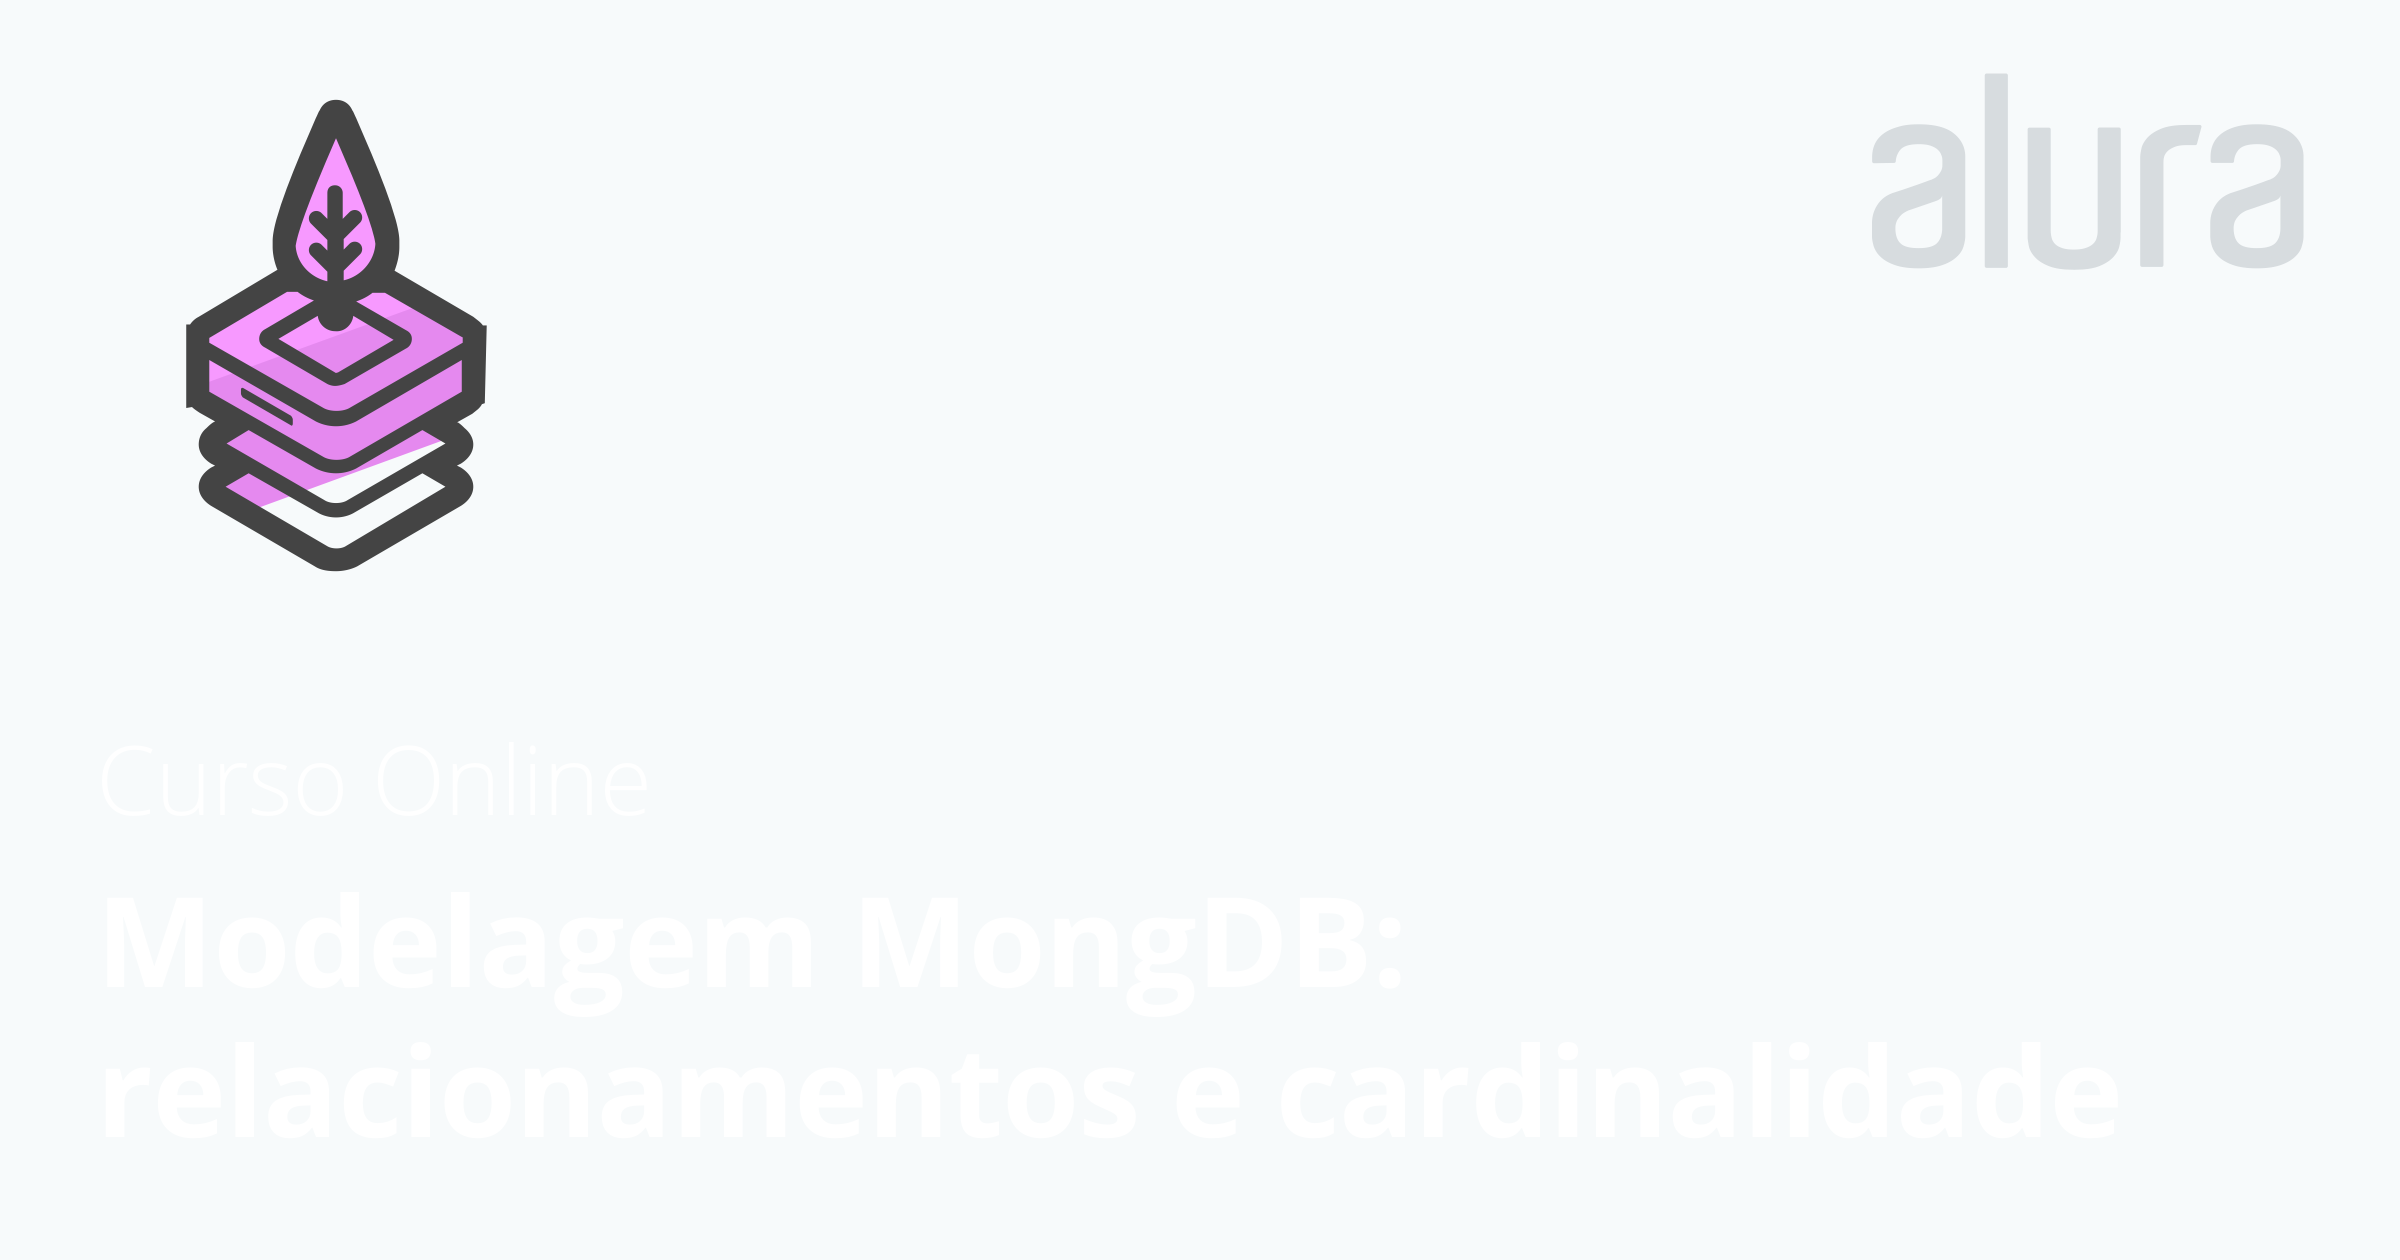 alura
Curso Online
Modelagem MongDB:
relacionamentos e cardinalidade